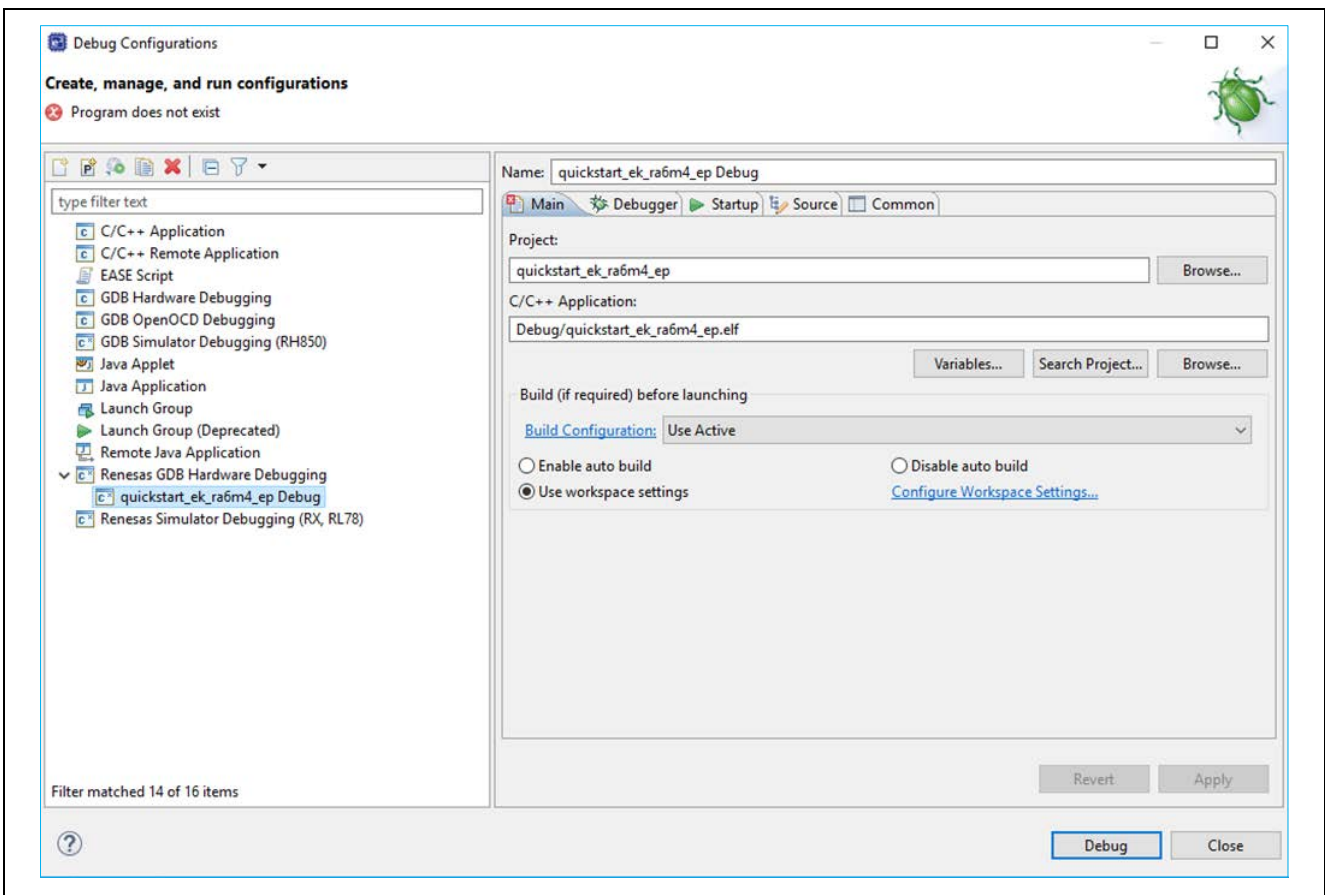 Debug Configurations
Create, manage, and run configurations
Program does not exist
type filter text
C/C++ Application
C/C++ Remote Application
EASE Script
GDB Hardware Debugging
GDB OpenOCD Debugging
GDB Simulator Debugging (RH850)
Java Applet
Java Application
Launch Group
Launch Group (Deprecated)
Remote Java Application
Renesas GDB Hardware Debugging
quickstart_ek_ra6m4_ep Debug
Renesas Simulator Debugging (RX, RL78)
Filter matched 14 of 16 items
Name: quickstart_ek_ra6m4_ep Debug
Main Debugger Startup Source Common
Project:
quickstart_ek_ra6m4_ep Browse...
C/C++ Application:
Debug/quickstart_ek_ra6m4_ep.elf
Variables... Search Project... Browse...
Build (if required) before launching
Build Configuration: Use Active
Enable auto build Disable auto build
Use workspace settings Configure Workspace Settings...
Revert Apply
Debug Close